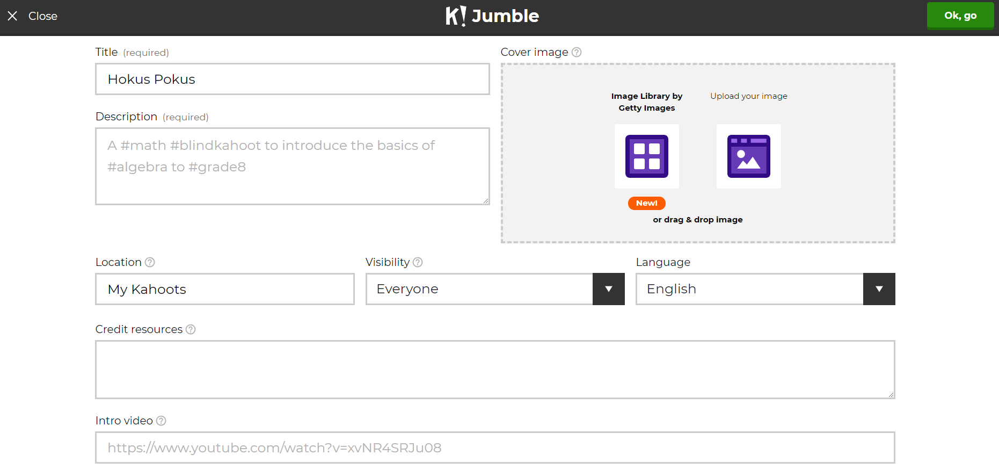 Close
K! Jumble
Ok, go
Title (required)
Hokus Pokus
Description (required)
A #math #blindkahoot to introduce the basics of
#algebra to #grade8
Cover image ?
Image Library by
Getty Images
New!
Upload your image
or drag & drop image
Location ?
My Kahoots
Visibility ?
Everyone
Language
English
Credit resources ?
Intro video ?
https://www.youtube.com/watch?v=xvNR4SRJu08